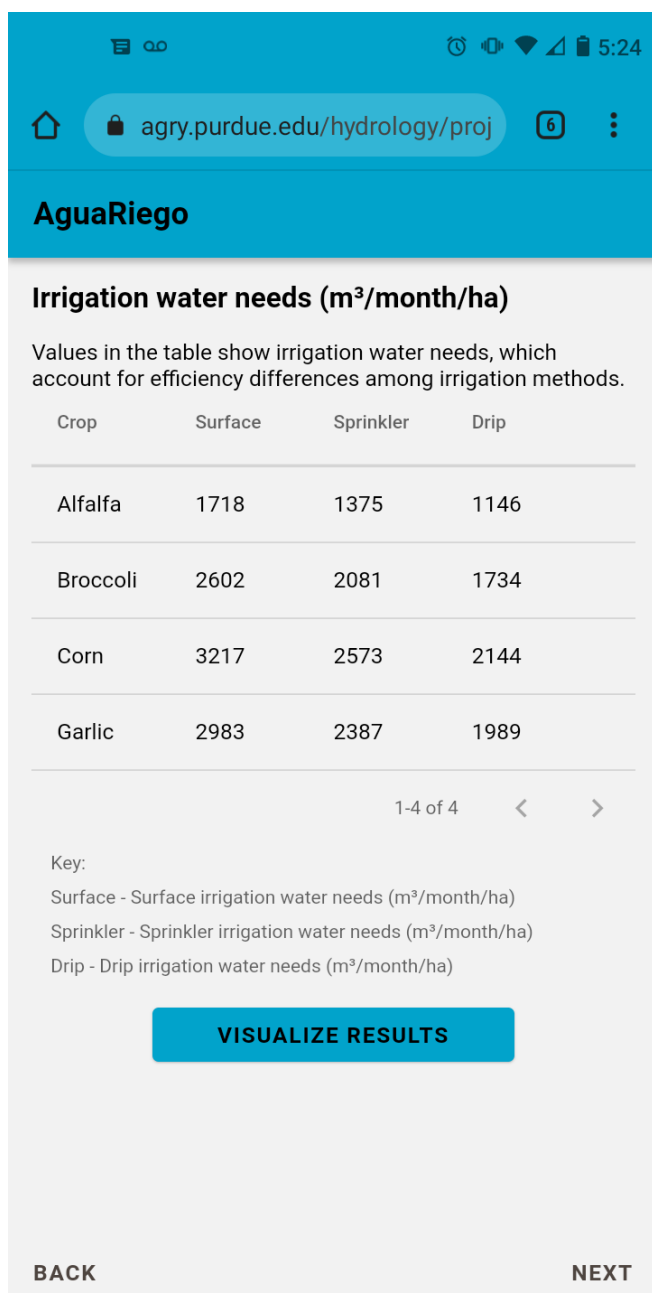 5:24
agry.purdue.edu/hydrology/proj 6
AguaRiego
Irrigation water needs (m³/month/ha)
Values in the table show irrigation water needs, which
account for efficiency differences among irrigation methods.
Crop Surface Sprinkler Drip
Alfalfa 1718 1375 1146
Broccoli 2602 2081 1734
Corn 3217 2573 2144
Garlic 2983 2387 1989
1-4 of 4
Key:
Surface - Surface irrigation water needs (m³/month/ha)
Sprinkler - Sprinkler irrigation water needs (m³/month/ha)
Drip - Drip irrigation water needs (m³/month/ha)
VISUALIZE RESULTS
BACK NEXT